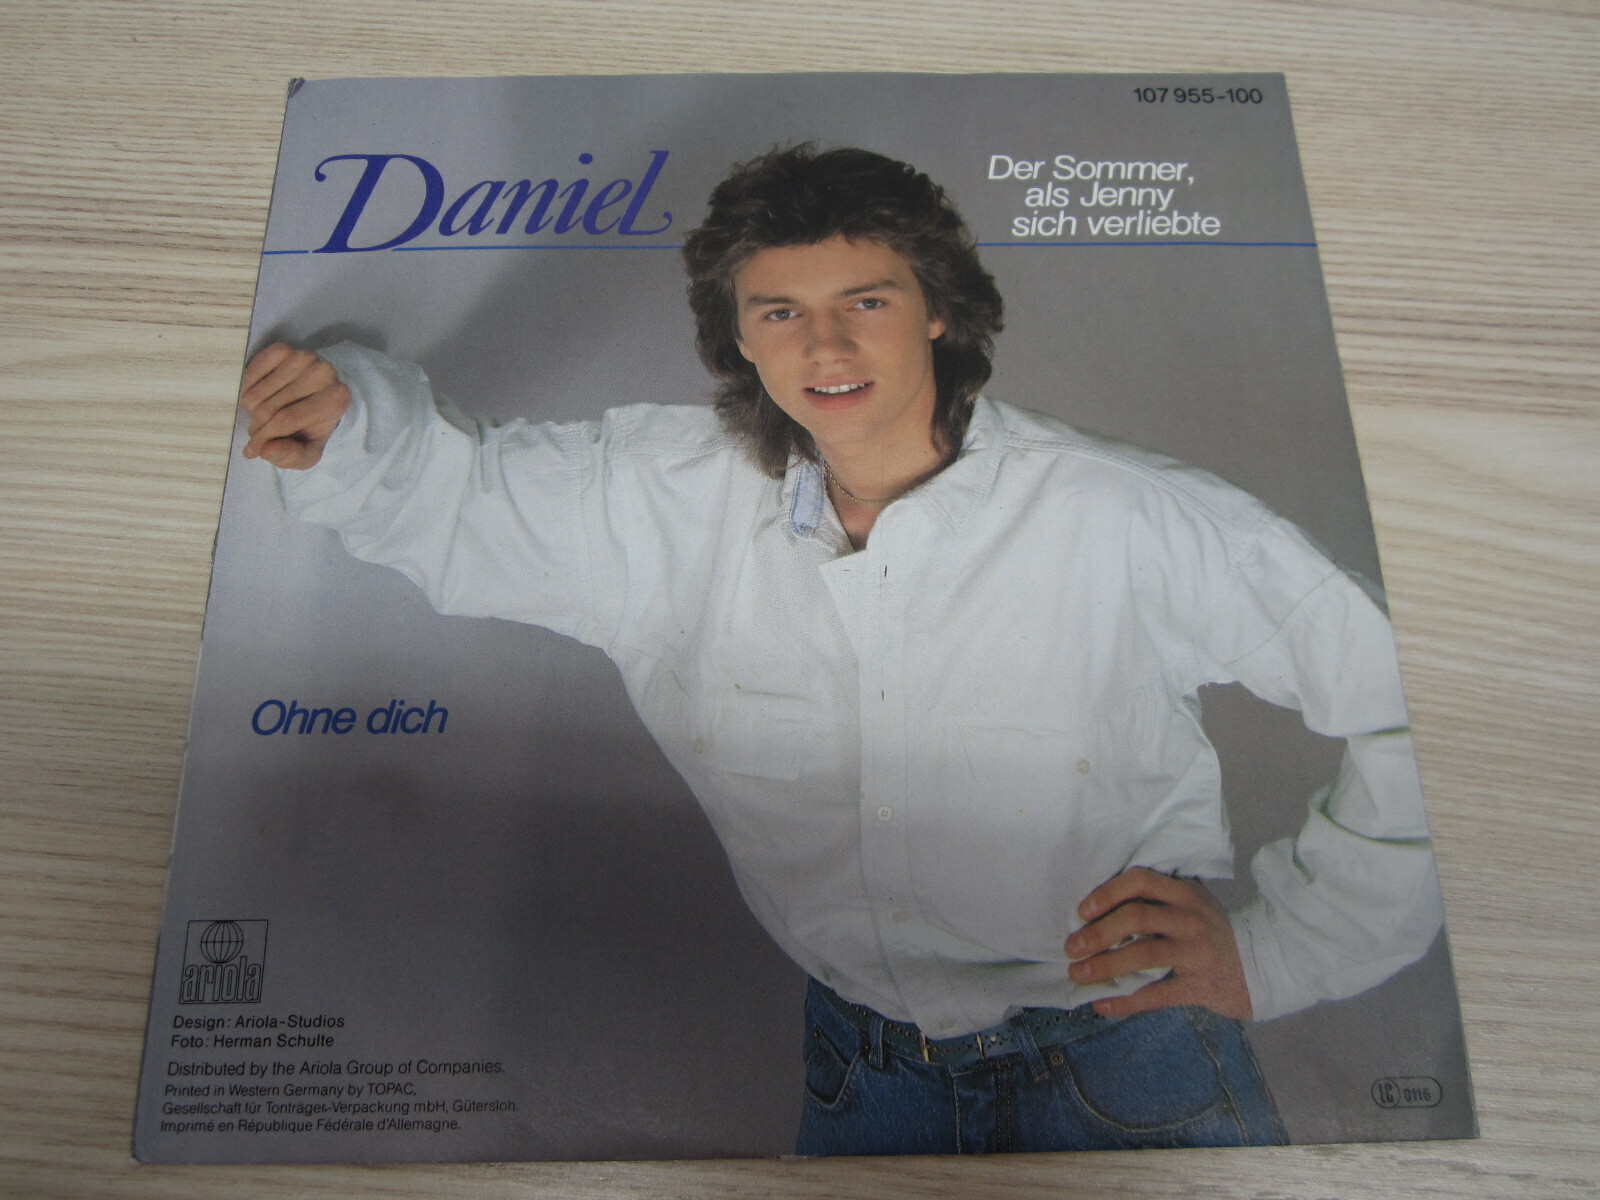 107 955-100
Daniel
Der Sommer,
als Jenny
sich verliebte
Ohne dich
ariola
Design: Ariola-Studios
Foto: Herman Schulte
Distributed by the Ariola Group of Companies.
Printed in Western Germany by TOPAC,
Gesellschaft für Tonträger-Verpackung mbH, Gütersloh.
Imprimé en République Fédérale d'Allemagne.
LC 0116